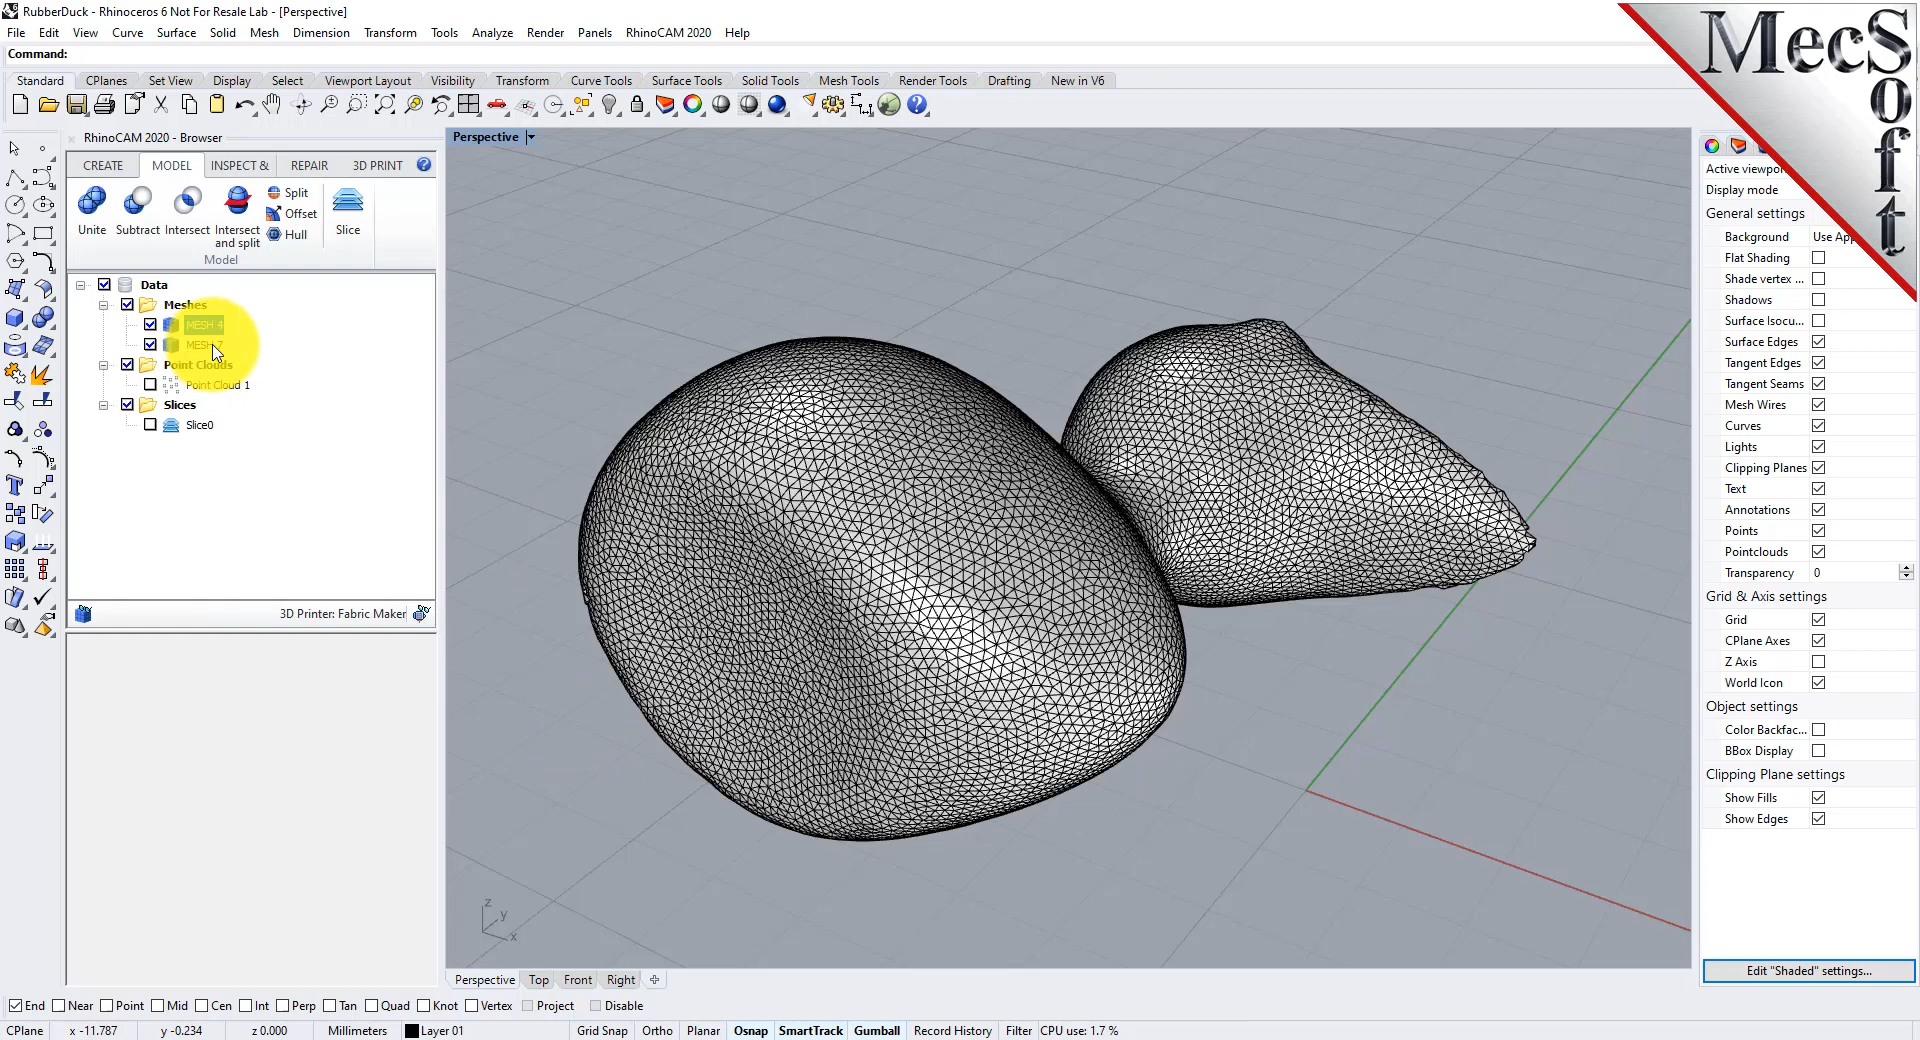 RubberDuck - Rhinoceros 6 Not For Resale Lab - [Perspective]
File Edit View Curve Surface Solid Mesh Dimension Transform Tools Analyze Render Panels RhinoCAM 2020 Help
Command:
Standard CPlanes Set View Display Select Viewport Layout Visibility Transform Curve Tools Surface Tools Solid Tools Mesh Tools Render Tools Drafting New in V6
MecSoft
RhinoCAM 2020 - Browser
CREATE MODEL INSPECT & REPAIR 3D PRINT
Unite Subtract Intersect Intersect and split Split Offset Hull Slice
Model
Data
Meshes
MESH 4
MESH 7
Point Clouds
Point Cloud 1
Slices
Slice0
3D Printer: Fabric Maker
Perspective
z
y
x
Active viewpor
Display mode
General settings
Background Use App
Flat Shading
Shade vertex ...
Shadows
Surface Isocu...
Surface Edges
Tangent Edges
Tangent Seams
Mesh Wires
Curves
Lights
Clipping Planes
Text
Annotations
Points
Pointclouds
Transparency 0
Grid & Axis settings
Grid
CPlane Axes
Z Axis
World Icon
Object settings
Color Backfac...
BBox Display
Clipping Plane settings
Show Fills
Show Edges
Edit "Shaded" settings...
Perspective Top Front Right
End Near Point Mid Cen Int Perp Tan Quad Knot Vertex Project Disable
CPlane x -11.787 y -0.234 z 0.000 Millimeters Layer 01 Grid Snap Ortho Planar Osnap SmartTrack Gumball Record History Filter CPU use: 1.7 %